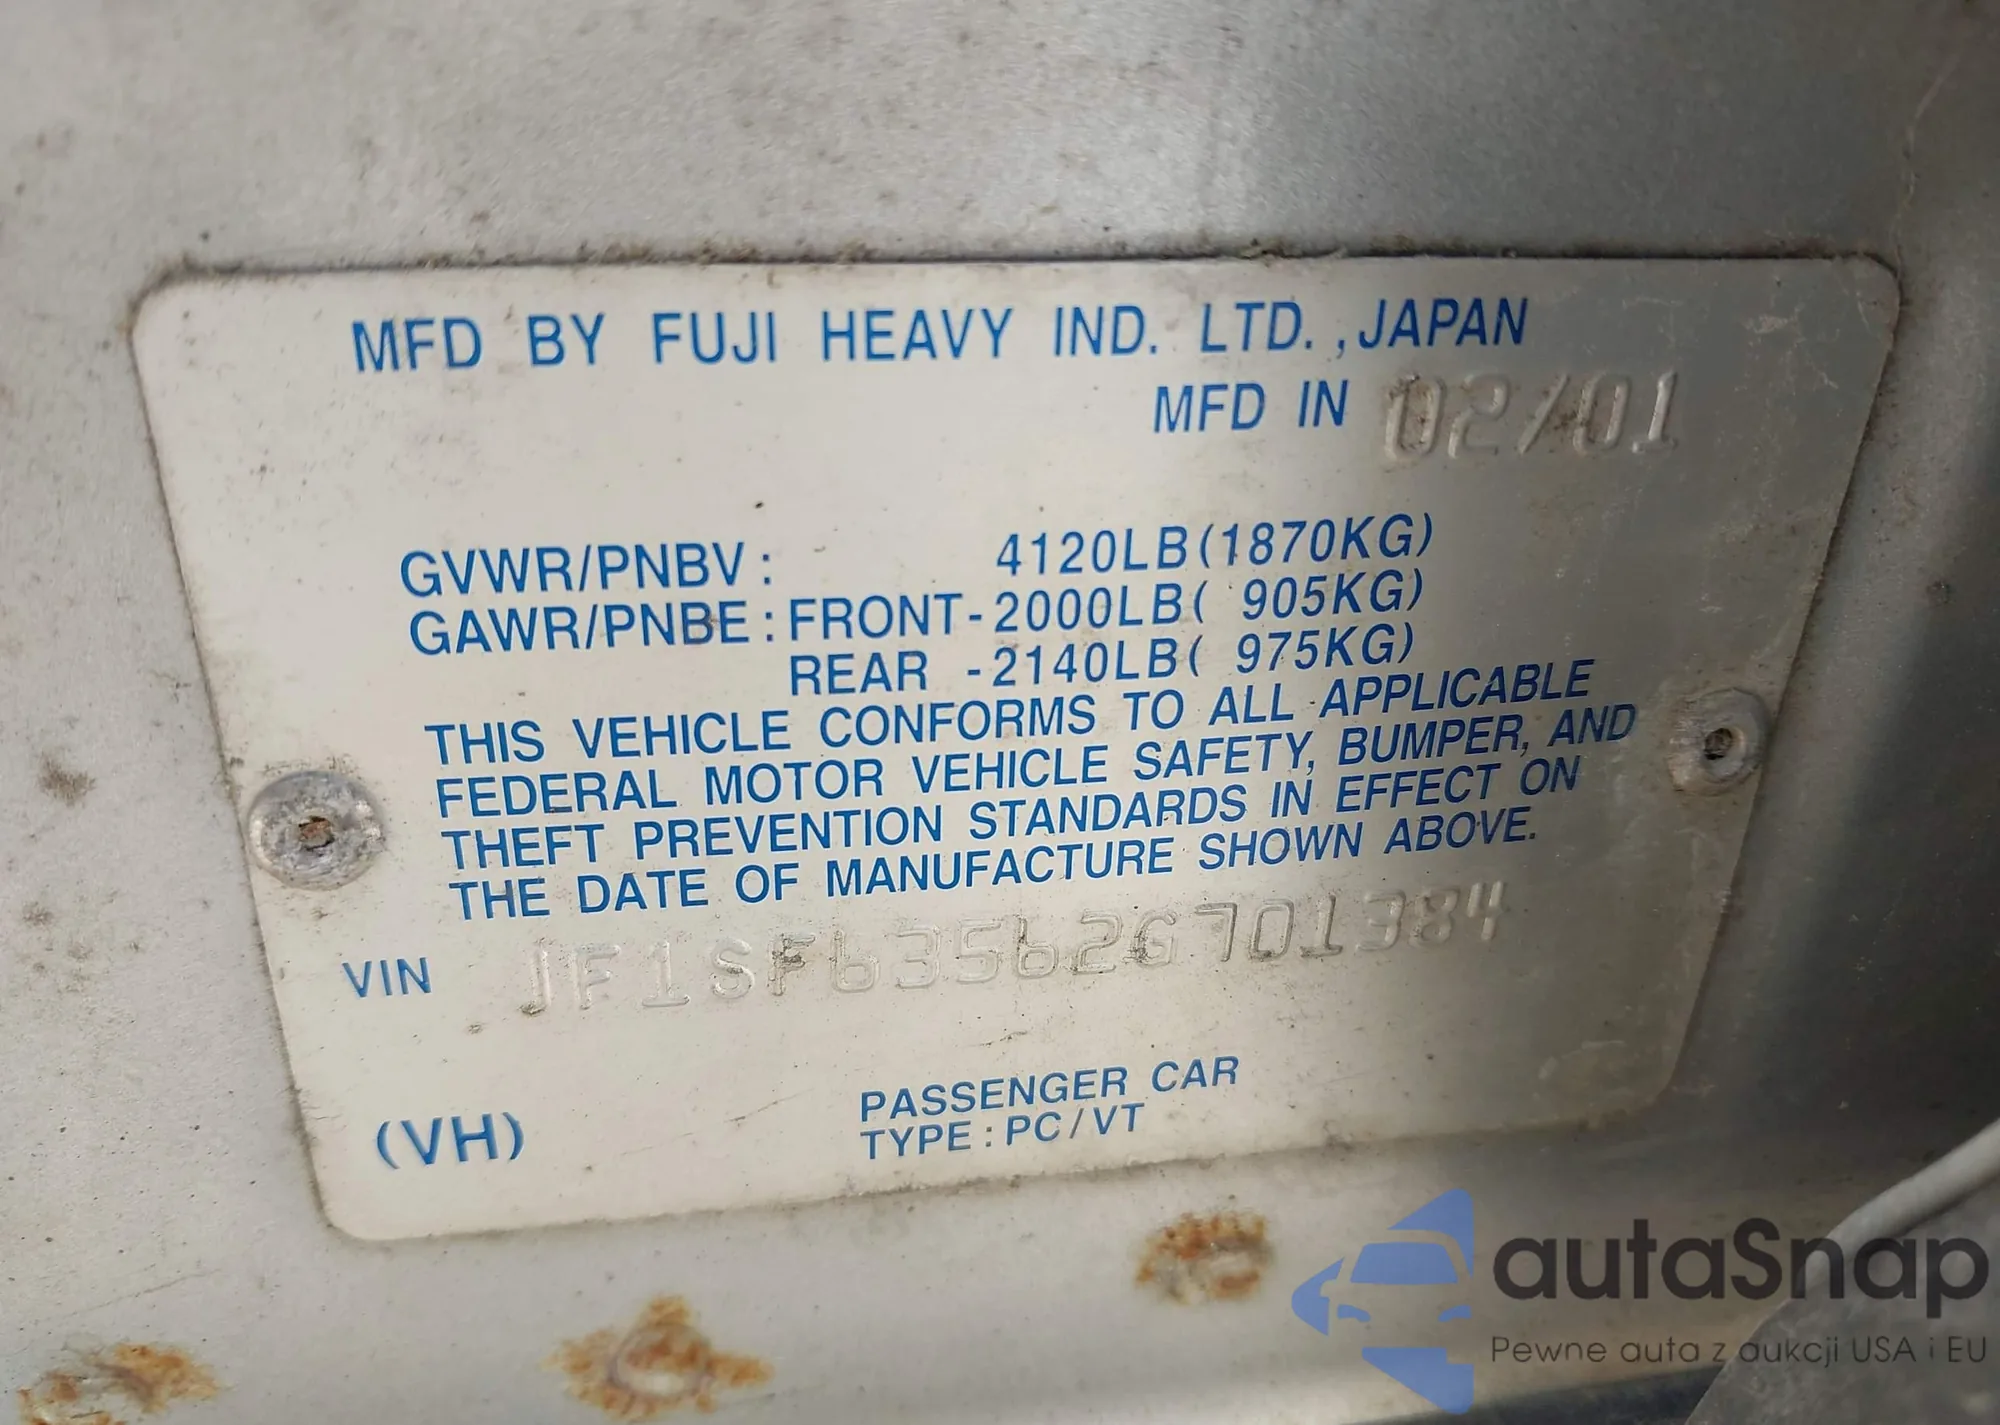 MFD BY FUJI HEAVY IND. LTD. ,JAPAN
MFD IN 02/01
GVWR/PNBV : 4120LB(1870KG)
GAWR/PNBE : FRONT-2000LB( 905KG)
REAR -2140LB( 975KG)
THIS VEHICLE CONFORMS TO ALL APPLICABLE
FEDERAL MOTOR VEHICLE SAFETY, BUMPER, AND
THEFT PREVENTION STANDARDS IN EFFECT ON
THE DATE OF MANUFACTURE SHOWN ABOVE.
VIN JF1SF63562G701384
(VH)
PASSENGER CAR
TYPE : PC/VT
autaSnap
Pewne auta z aukcji USA i EU